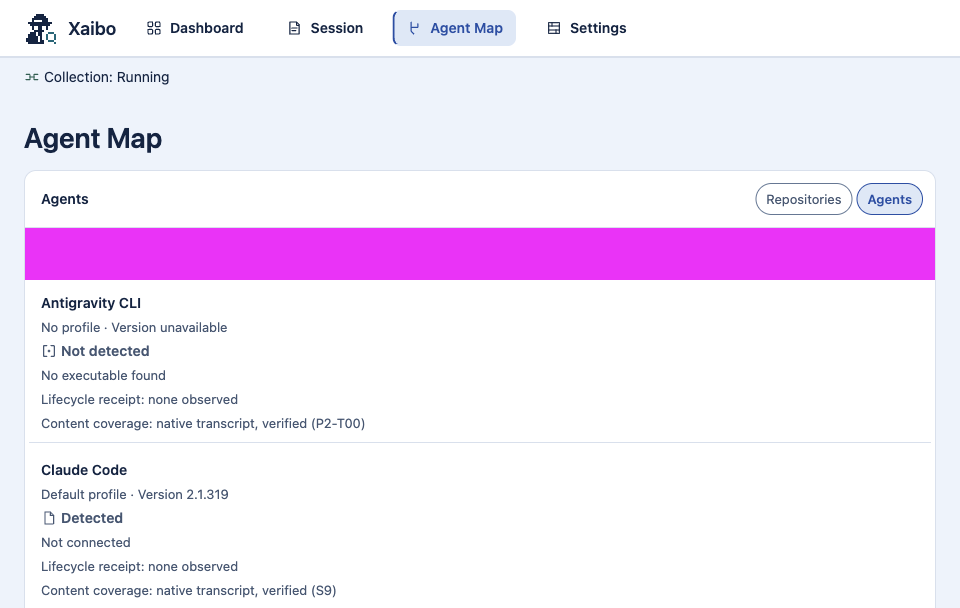 Xaibo
Dashboard
Session
Agent Map
Settings
Collection: Running
Agent Map
Agents
Repositories
Agents
Antigravity CLI
No profile · Version unavailable
Not detected
No executable found
Lifecycle receipt: none observed
Content coverage: native transcript, verified (P2-T00)
Claude Code
Default profile · Version 2.1.319
Detected
Not connected
Lifecycle receipt: none observed
Content coverage: native transcript, verified (S9)